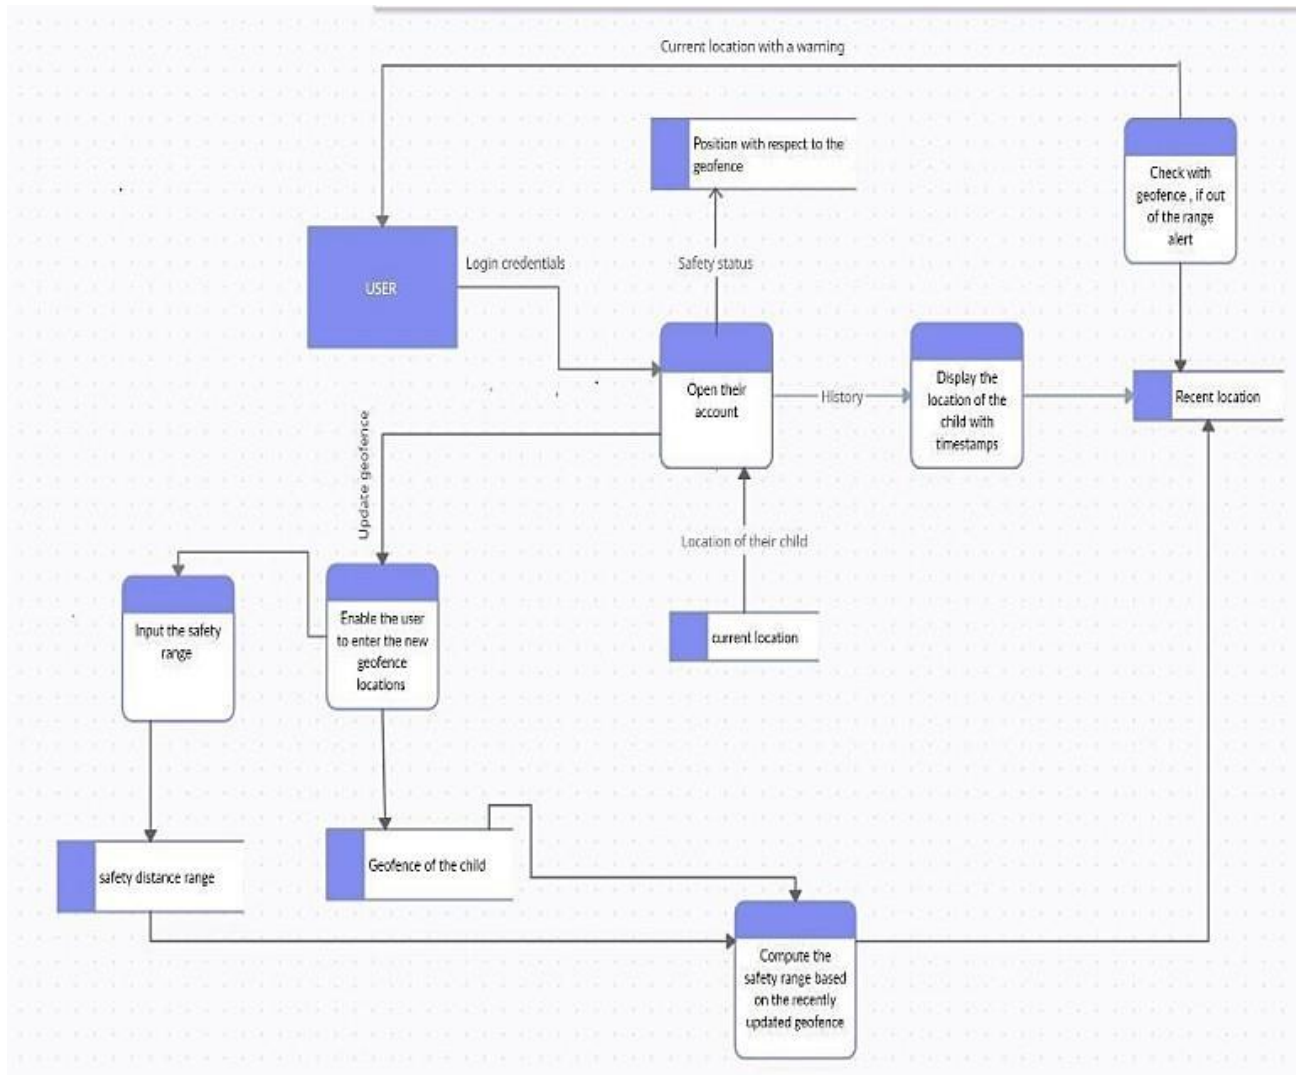 Current location with a warning
Position with respect to the
geofence
Check with
geofence , if out
of the range
alert
Login credentials
Safety status
USER
Open their
account
History
Display the
location of the
child with
timestamps
Recent location
Update geofence
Location of their child
Input the safety
range
Enable the user
to enter the new
geofence
locations
current location
safety distance range
Geofence of the child
Compute the
safety range based
on the recently
updated geofence